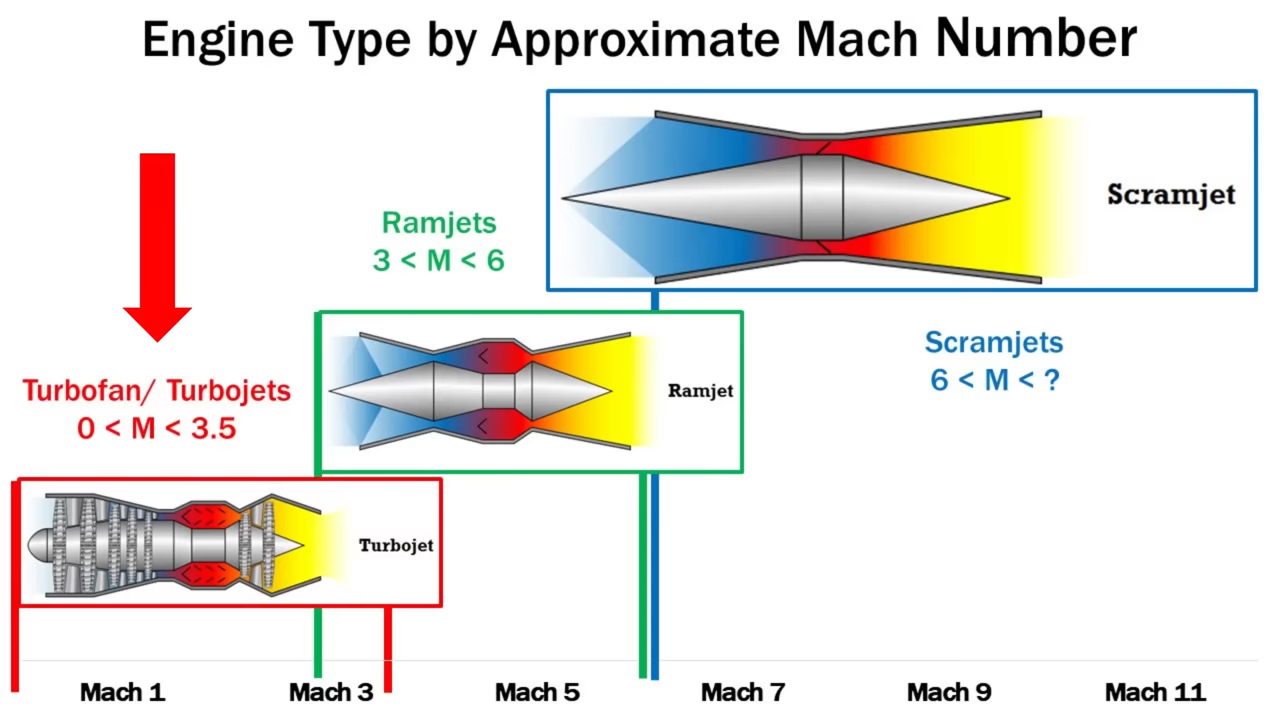 Engine Type by Approximate Mach Number
Scramjet
Ramjets
3 < M < 6
Scramjets
6 < M < ?
Ramjet
Turbofan/ Turbojets
0 < M < 3.5
Turbojet
Mach 1
Mach 3
Mach 5
Mach 7
Mach 9
Mach 11